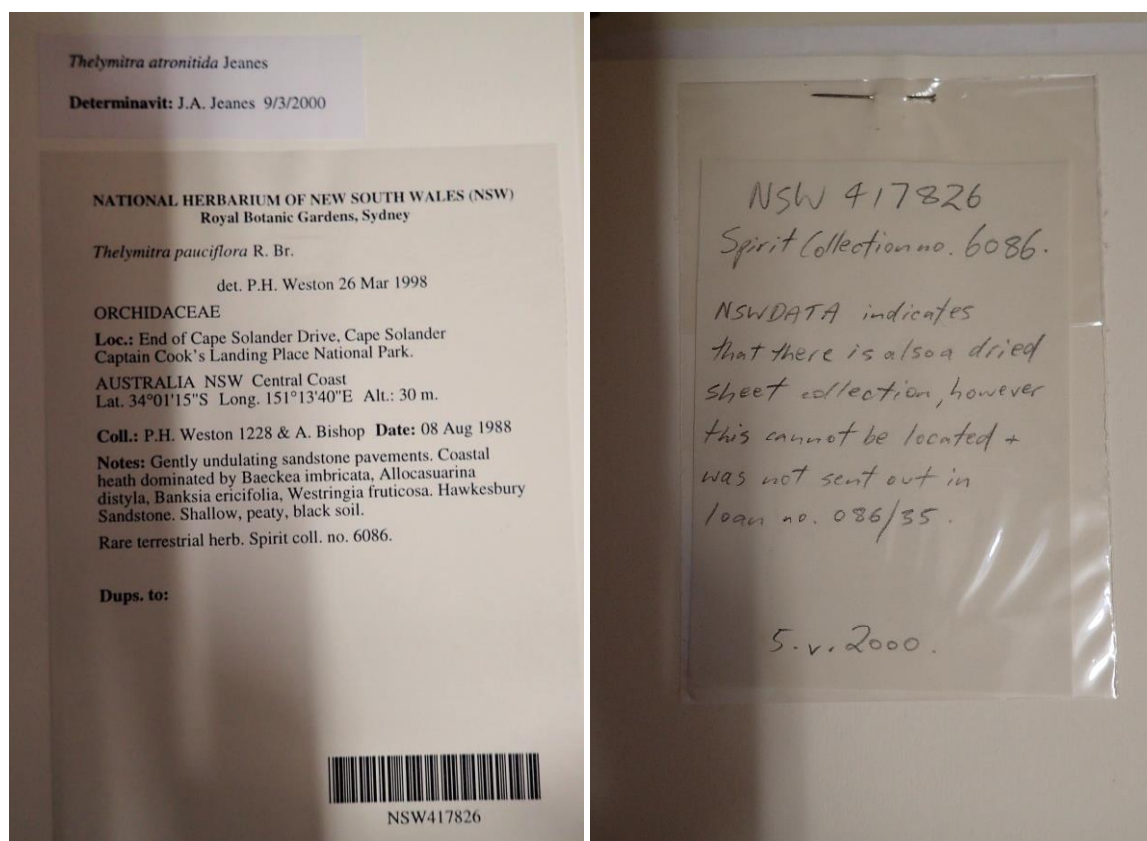 Thelymitra atronitida Jeanes
Determinavit: J.A. Jeanes 9/3/2000
NATIONAL HERBARIUM OF NEW SOUTH WALES (NSW)
Royal Botanic Gardens, Sydney
Thelymitra pauciflora R. Br.
det. P.H. Weston 26 Mar 1998
ORCHIDACEAE
Loc.: End of Cape Solander Drive, Cape Solander
Captain Cook's Landing Place National Park.
AUSTRALIA NSW Central Coast
Lat. 34°01'15"S Long. 151°13'40"E Alt.: 30 m.
Coll.: P.H. Weston 1228 & A. Bishop Date: 08 Aug 1988
Notes: Gently undulating sandstone pavements. Coastal
heath dominated by Baeckea imbricata, Allocasuarina
distyla, Banksia ericifolia, Westringia fruticosa. Hawkesbury
Sandstone. Shallow, peaty, black soil.
Rare terrestrial herb. Spirit coll. no. 6086.
Dups. to:
NSW417826
NSW 417826
Spirit Collection no. 6086.
NSWDATA indicates
that there is also a dried
sheet collection, however
this cannot be located +
was not sent out in
loan no. 086/35.
5.v.2000.